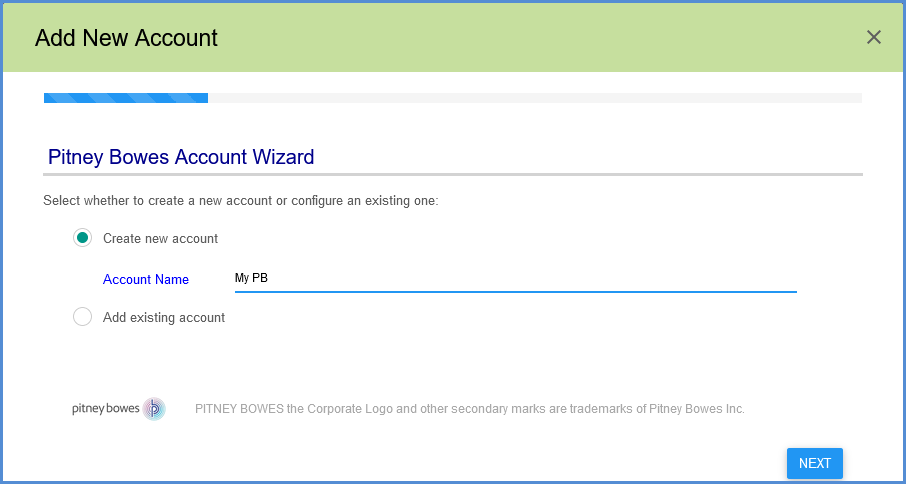 Add New Account
Pitney Bowes Account Wizard
Select whether to create a new account or configure an existing one:
Create new account
Account Name My PB
Add existing account
pitney bowes PITNEY BOWES the Corporate Logo and other secondary marks are trademarks of Pitney Bowes Inc.
NEXT